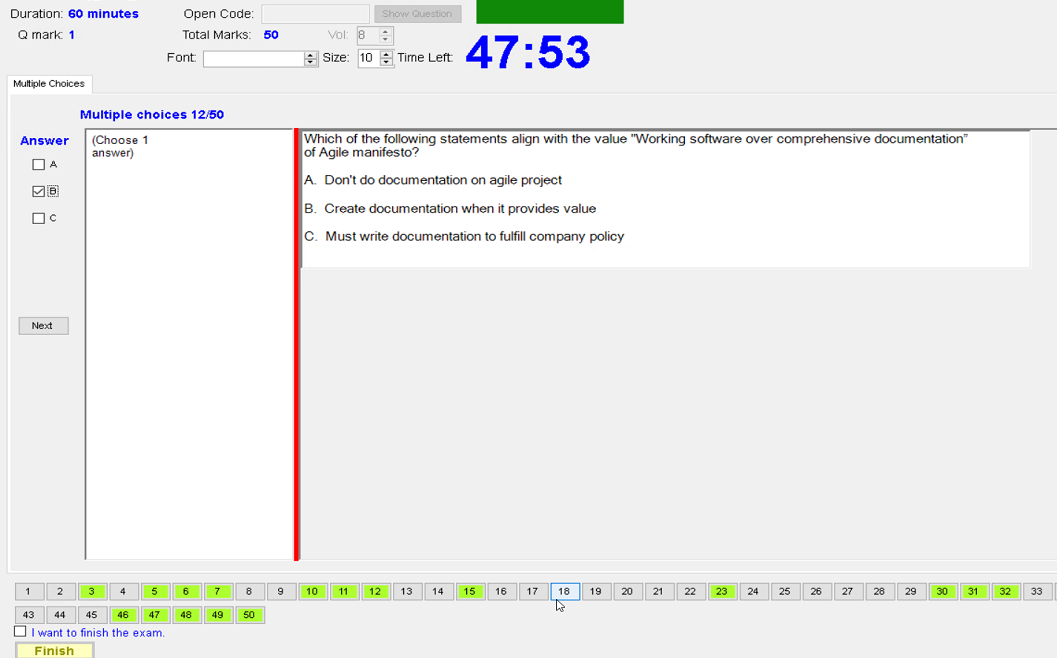 Duration: 60 minutes Open Code: Show Question
Q mark: 1 Total Marks: 50 Vol: 8
Font: Size: 10 Time Left: 47:53
Multiple Choices
Multiple choices 12/50
Answer
(Choose 1
answer)
A
B
C
Next
Which of the following statements align with the value "Working software over comprehensive documentation”
of Agile manifesto?
A. Don't do documentation on agile project
B. Create documentation when it provides value
C. Must write documentation to fulfill company policy
1 2 3 4 5 6 7 8 9 10 11 12 13 14 15 16 17 18 19 20 21 22 23 24 25 26 27 28 29 30 31 32 33
43 44 45 46 47 48 49 50
I want to finish the exam.
Finish